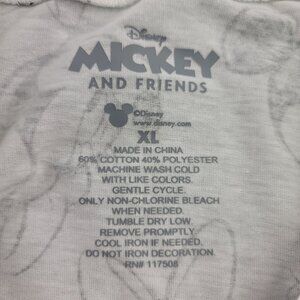 Disney
MICKEY
AND FRIENDS
©Disney
www.disney.com
XL
MADE IN CHINA
60% COTTON 40% POLYESTER
MACHINE WASH COLD
WITH LIKE COLORS.
GENTLE CYCLE.
ONLY NON-CHLORINE BLEACH
WHEN NEEDED.
TUMBLE DRY LOW.
REMOVE PROMPTLY.
COOL IRON IF NEEDED.
DO NOT IRON DECORATION.
RN# 117508